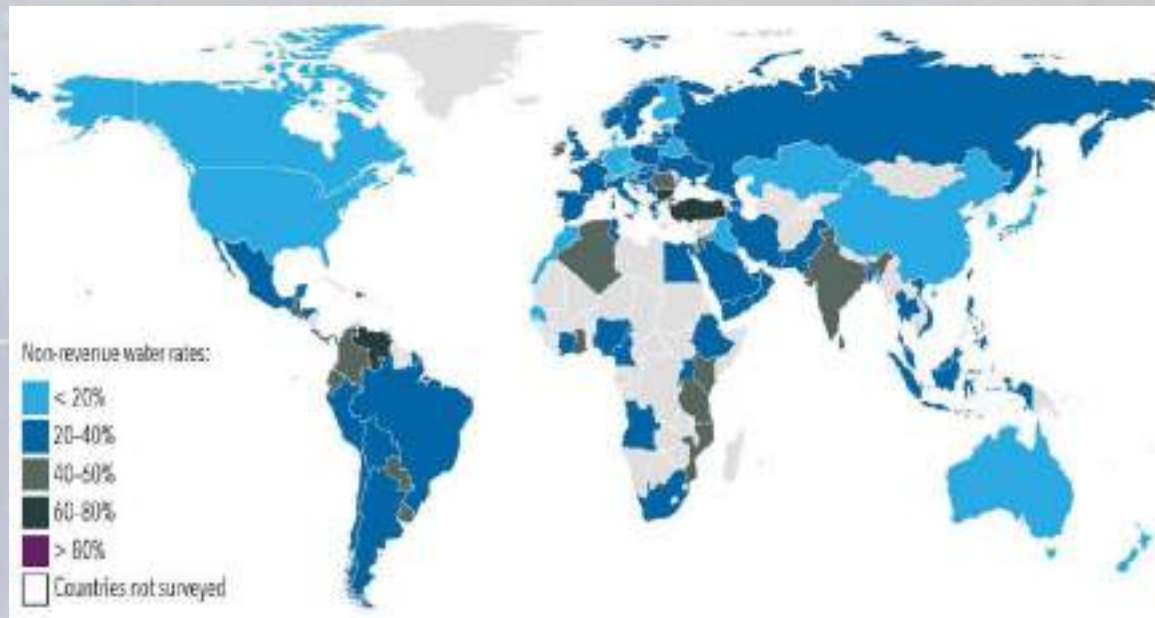 Non-revenue water rates:
< 20%
20-40%
40-60%
60-80%
> 80%
Countries not surveyed